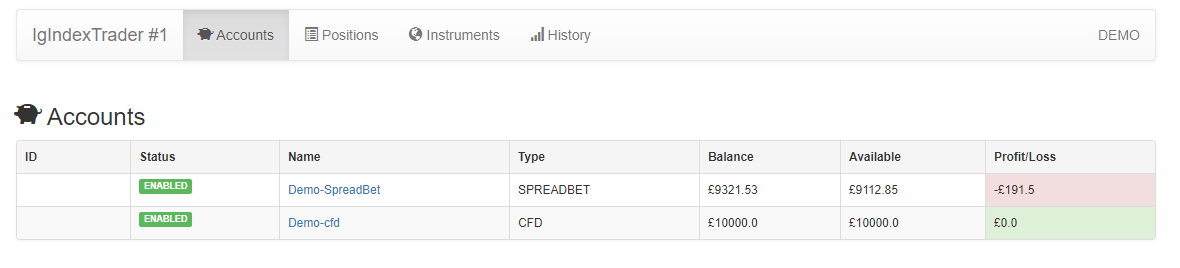 IgIndexTrader #1 Accounts Positions Instruments History DEMO
Accounts
ID Status Name Type Balance Available Profit/Loss
ENABLED Demo-SpreadBet SPREADBET £9321.53 £9112.85 -£191.5
ENABLED Demo-cfd CFD £10000.0 £10000.0 £0.0